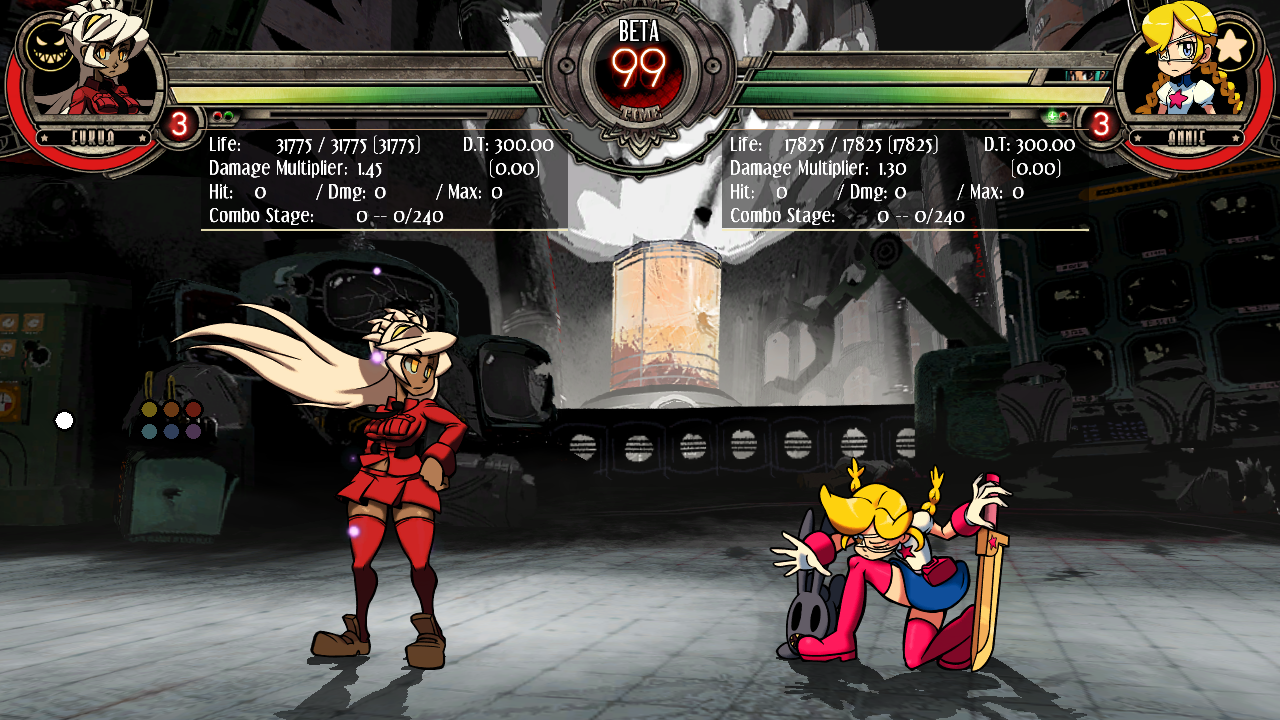 BETA
99
TIME
FUKUA
3
3
ANNIE
Life: 31775 / 31775 [31775] D.T: 300.00
Damage Multiplier: 1.45 [0.00]
Hit: 0 / Dmg: 0 / Max: 0
Combo Stage: 0 -- 0/240
Life: 17825 / 17825 [17825] D.T: 300.00
Damage Multiplier: 1.30 [0.00]
Hit: 0 / Dmg: 0 / Max: 0
Combo Stage: 0 -- 0/240